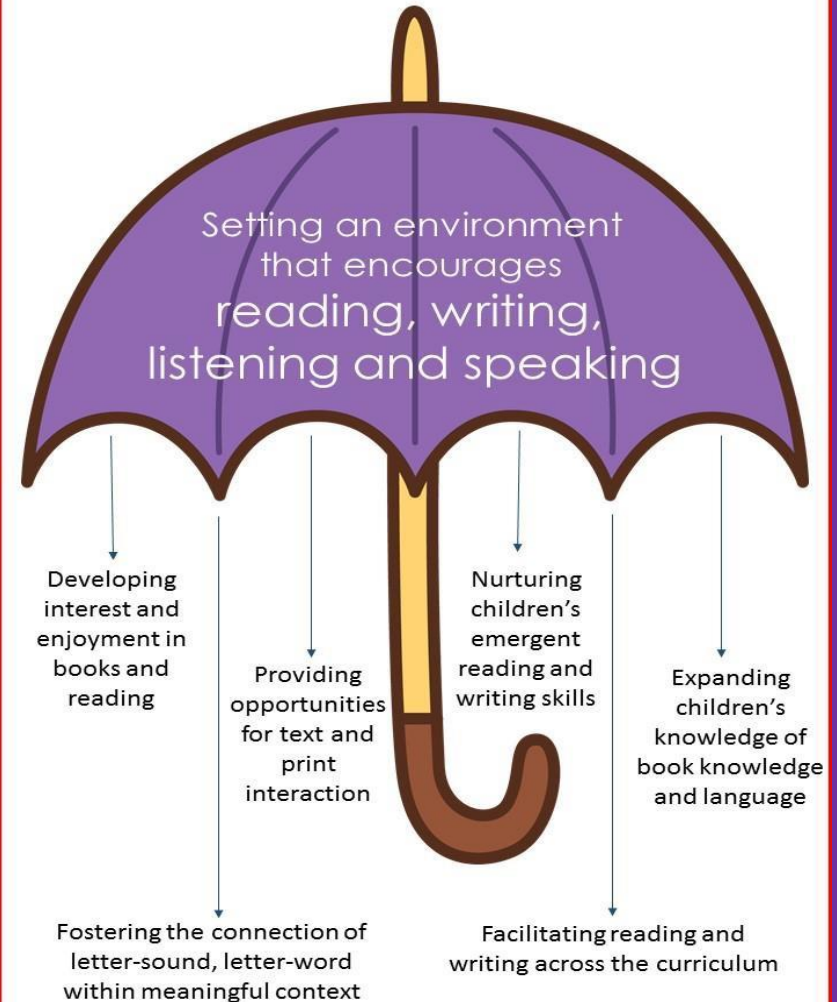 Setting an environment
that encourages
reading, writing,
listening and speaking
Developing
interest and
enjoyment in
books and
reading
Fostering the connection of
letter-sound, letter-word
within meaningful context
Providing
opportunities
for text and
print
interaction
Nurturing
children’s
emergent
reading and
writing skills
Facilitating reading and
writing across the curriculum
Expanding
children’s
knowledge of
book knowledge
and language